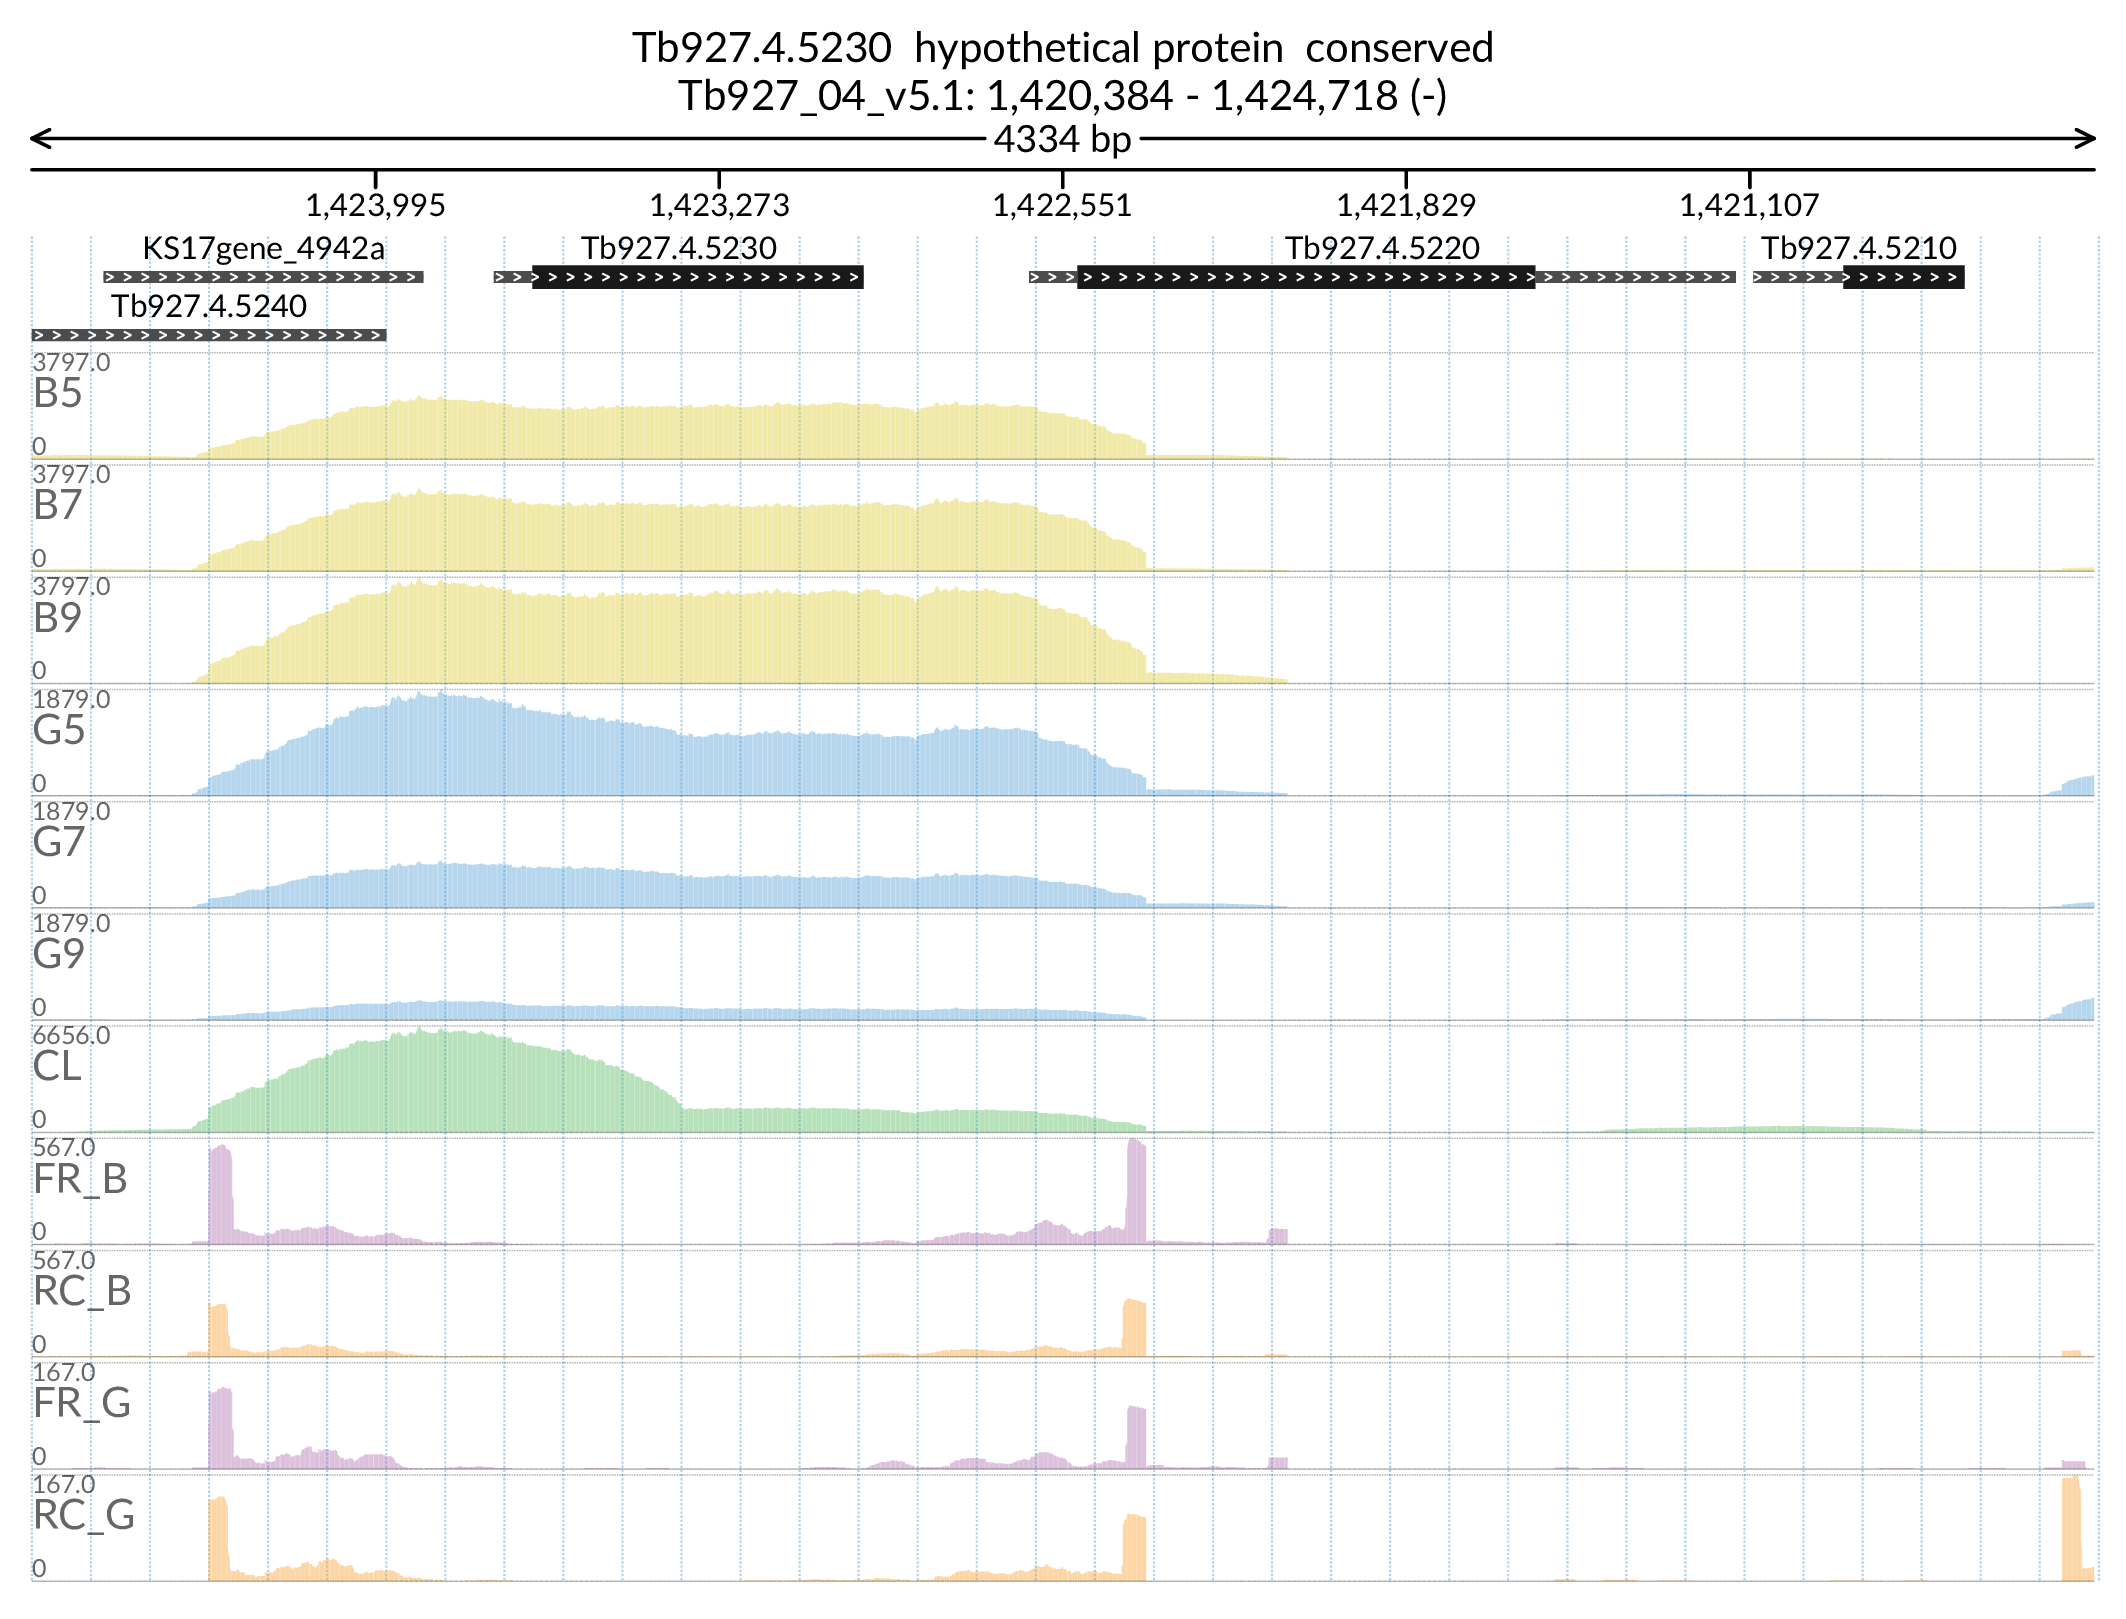 Tb927.4.5230 hypothetical protein conserved
Tb927_04_v5.1: 1,420,384 - 1,424,718 (-)
4334 bp
1,423,995 1,423,273 1,422,551 1,421,829 1,421,107
KS17gene_4942a Tb927.4.5230 Tb927.4.5220 Tb927.4.5210
Tb927.4.5240
3797.0
B5
0
3797.0
B7
0
3797.0
B9
0
1879.0
G5
0
1879.0
G7
0
1879.0
G9
0
6656.0
CL
0
567.0
FR_B
0
567.0
RC_B
0
167.0
FR_G
0
167.0
RC_G
0